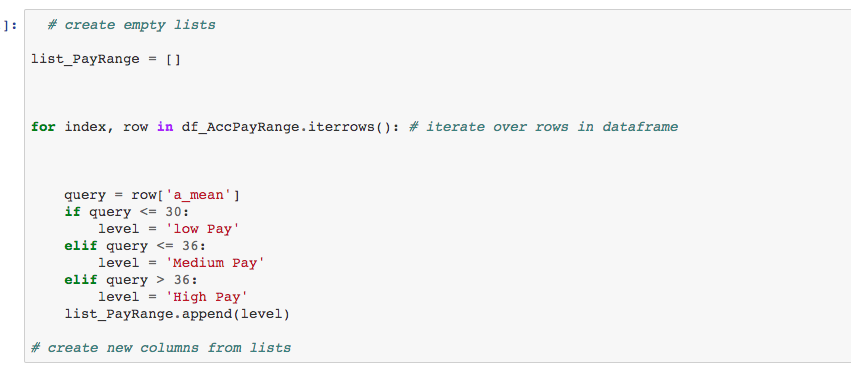 ]:   # create empty lists
list_PayRange = []
for index, row in df_AccPayRange.iterrows(): # iterate over rows in dataframe
    query = row['a_mean']
    if query <= 30:
        level = 'low Pay'
    elif query <= 36:
        level = 'Medium Pay'
    elif query > 36:
        level = 'High Pay'
    list_PayRange.append(level)
# create new columns from lists